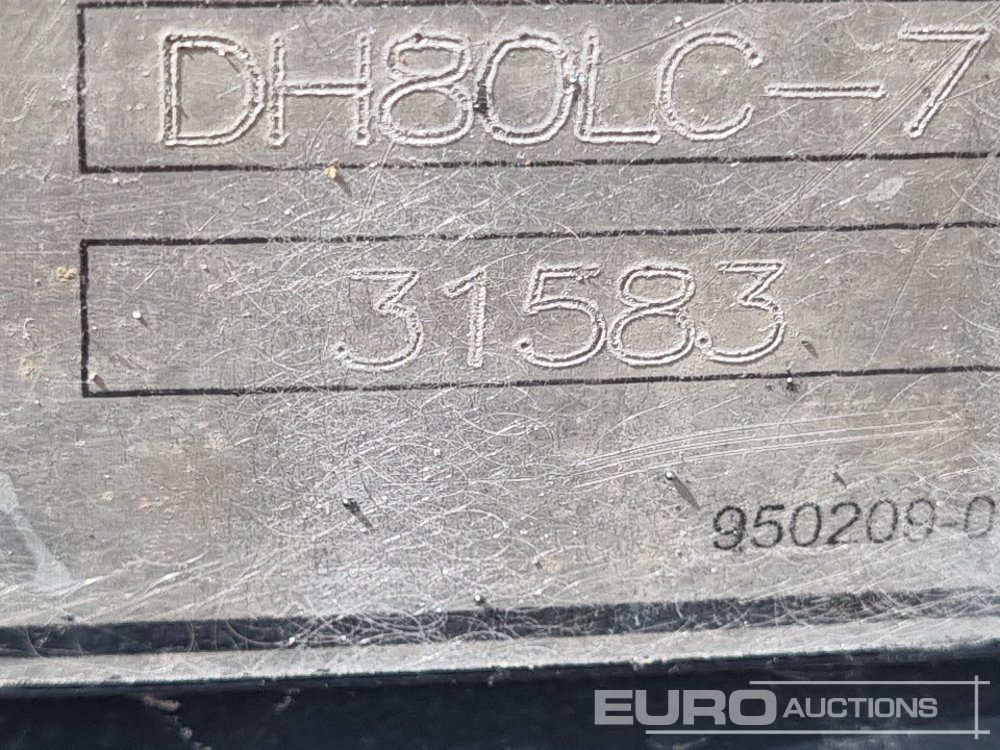 DH80LC-7
31583
950209-0
EURO AUCTIONS